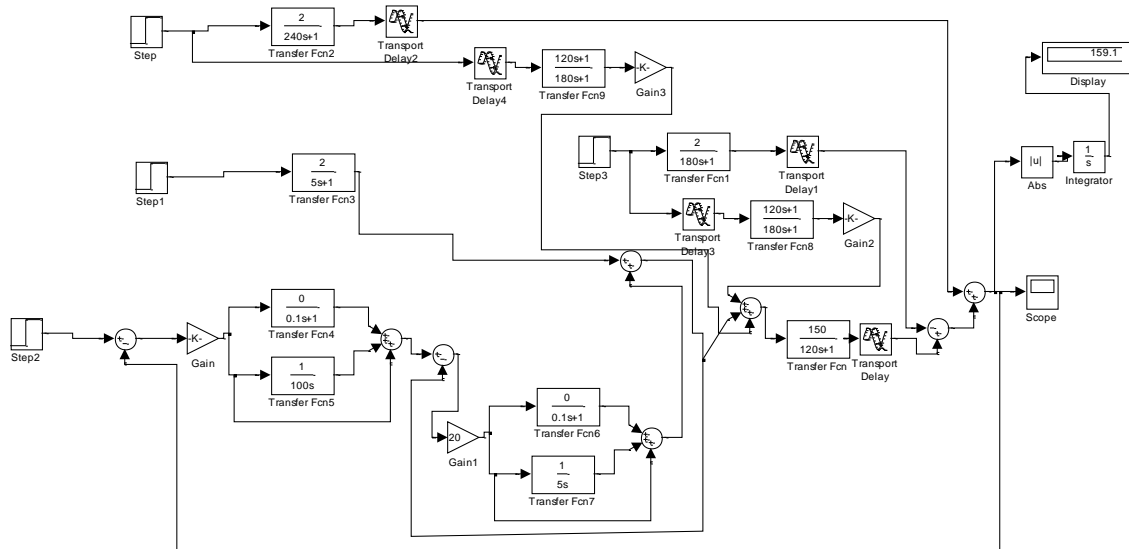 2
240s+1
Transfer Fcn2
Transport
Delay2
Step
Transport
Delay4
120s+1
180s+1
Transfer Fcn9
-K-
Gain3
159.1
Display
Step3
2
180s+1
Transfer Fcn1
Transport
Delay1
|u|
Abs
1
s
Integrator
Step1
2
5s+1
Transfer Fcn3
Transport
Delay3
120s+1
180s+1
Transfer Fcn8
-K-
Gain2
Scope
Step2
-K-
Gain
0
0.1s+1
Transfer Fcn4
1
100s
Transfer Fcn5
150
120s+1
Transfer Fcn
Transport
Delay
20
Gain1
0
0.1s+1
Transfer Fcn6
1
5s
Transfer Fcn7